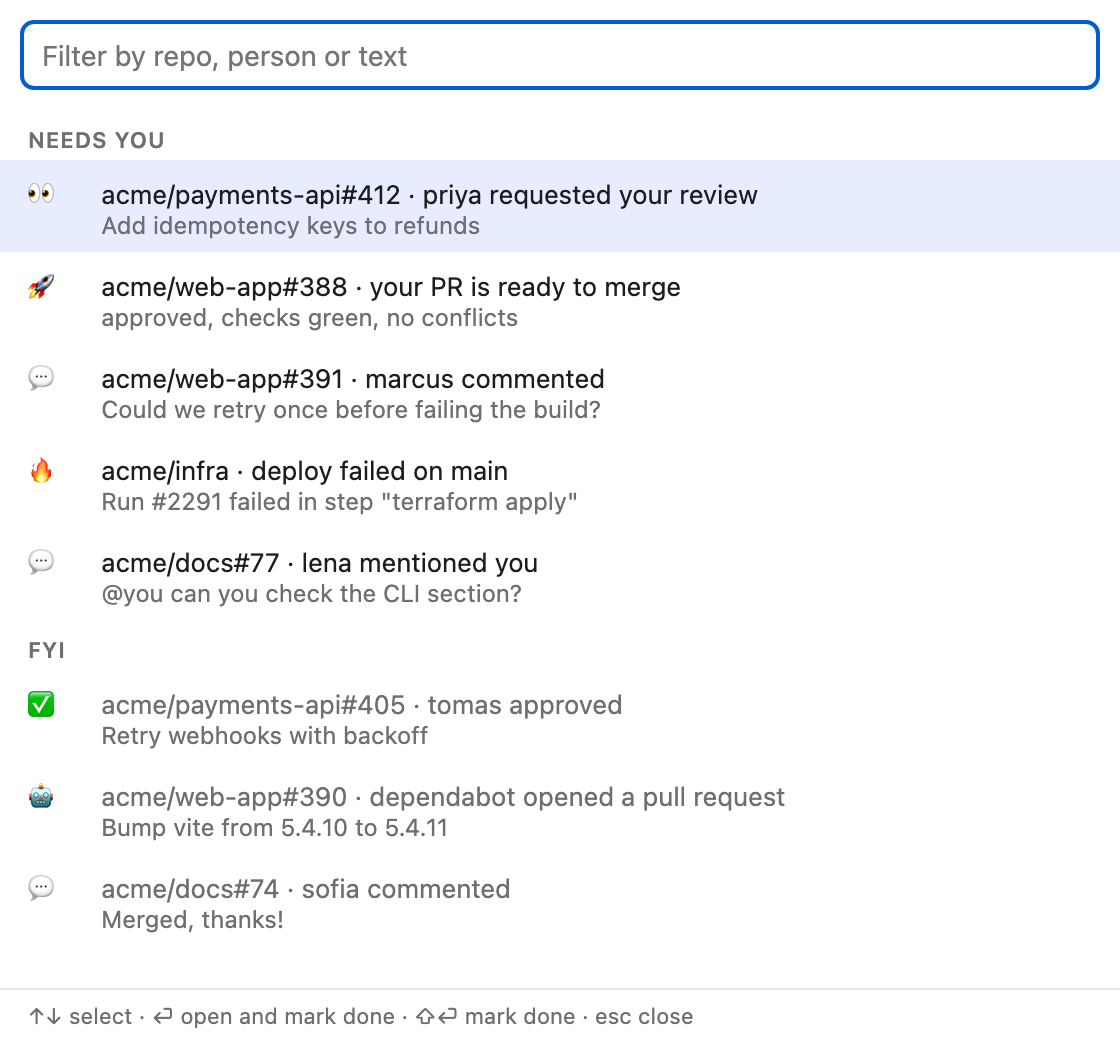 Filter by repo, person or text
NEEDS YOU
acme/payments-api#412 · priya requested your review
Add idempotency keys to refunds
acme/web-app#388 · your PR is ready to merge
approved, checks green, no conflicts
acme/web-app#391 · marcus commented
Could we retry once before failing the build?
acme/infra · deploy failed on main
Run #2291 failed in step "terraform apply"
acme/docs#77 · lena mentioned you
@you can you check the CLI section?
FYI
acme/payments-api#405 · tomas approved
Retry webhooks with backoff
acme/web-app#390 · dependabot opened a pull request
Bump vite from 5.4.10 to 5.4.11
acme/docs#74 · sofia commented
Merged, thanks!
↑↓ select · ⏎ open and mark done · ⇧⏎ mark done · esc close